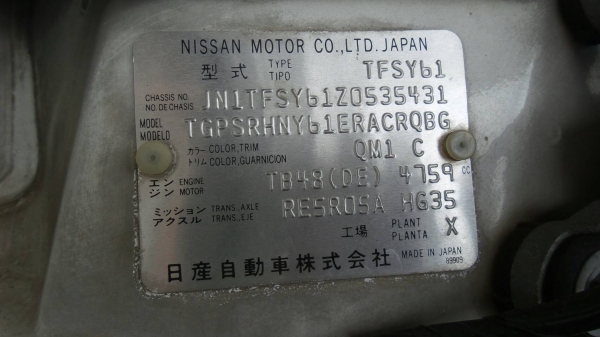 NISSAN MOTOR CO.,LTD. JAPAN
型式 TYPE TIPO TFSY61
CHASSIS NO. NO.DE CHASIS JN1TFSY61Z0535431
MODEL MODELO TGPSRHNY61ERACRQBG
カラー COLOR,TRIM トリム COLOR,GUARNICION QM1 C
エンジン ENGINE MOTOR TB48(DE) 4759 CC
ミッション アクスル TRANS.,AXLE TRANS.,EJE RE5R05A HG35
工場 PLANT PLANTA X
日産自動車株式会社 MADE IN JAPAN
89909